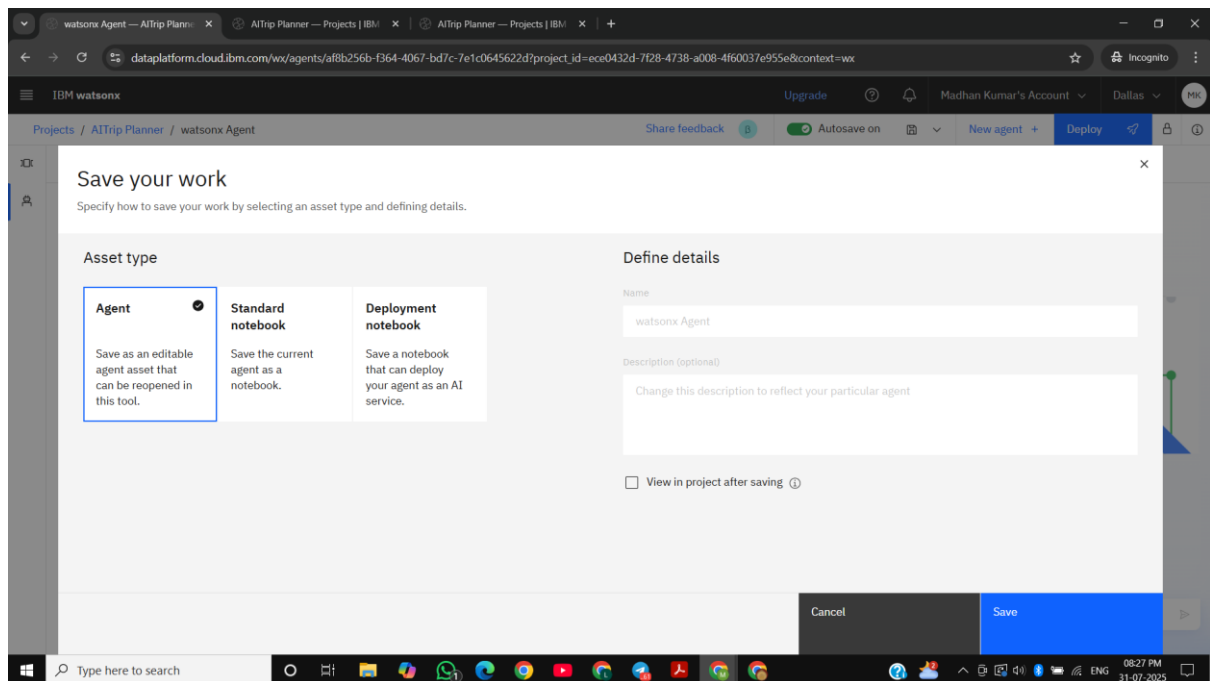 watsonx Agent — AITrip Planne
AITrip Planner — Projects | IBM
AITrip Planner — Projects | IBM
dataplatform.cloud.ibm.com/wx/agents/af8b256b-f364-4067-bd7c-7e1c0645622d?project_id=ece0432d-7f28-4738-a008-4f60037e955e&context=wx
Incognito
IBM watsonx
Upgrade
Madhan Kumar's Account
Dallas
MK
Projects / AITrip Planner / watsonx Agent
Share feedback
β
Autosave on
New agent +
Deploy
Save your work
Specify how to save your work by selecting an asset type and defining details.
Asset type
Agent
Save as an editable
agent asset that
can be reopened in
this tool.
Standard
notebook
Save the current
agent as a
notebook.
Deployment
notebook
Save a notebook
that can deploy
your agent as an AI
service.
Define details
Name
watsonx Agent
Description (optional)
Change this description to reflect your particular agent
View in project after saving
Cancel
Save
Type here to search
ENG
08:27 PM
31-07-2025